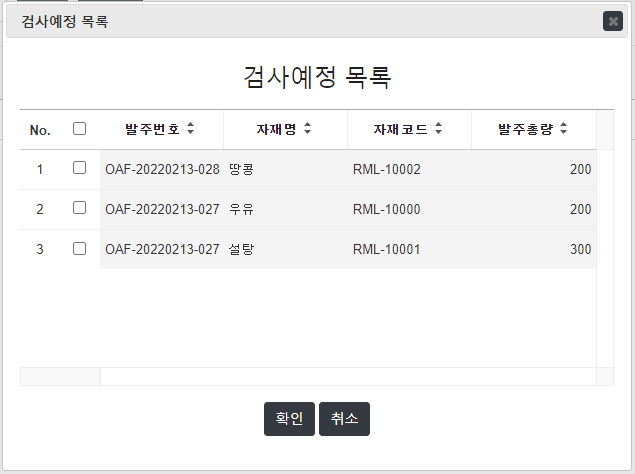 검사예정 목록
검사예정 목록
No. 발주번호 자재명 자재코드 발주총량
1 OAF-20220213-028 땅콩 RML-10002 200
2 OAF-20220213-027 우유 RML-10000 200
3 OAF-20220213-027 설탕 RML-10001 300
확인 취소